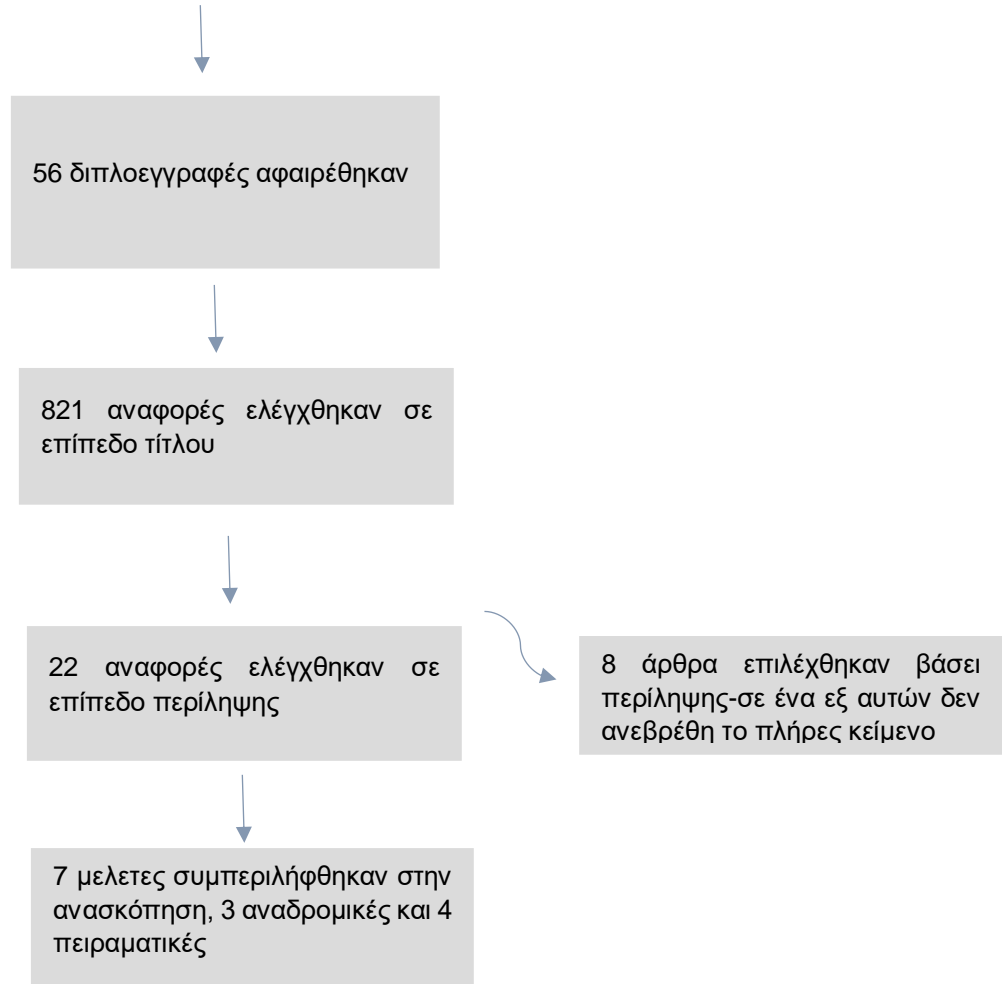 56 διπλοεγγραφές αφαιρέθηκαν
821 αναφορές ελέγχθηκαν σε
επίπεδο τίτλου
22 αναφορές ελέγχθηκαν σε
επίπεδο περίληψης
8 άρθρα επιλέχθηκαν βάσει
περίληψης-σε ένα εξ αυτών δεν
ανεβρέθη το πλήρες κείμενο
7 μελετες συμπεριλήφθηκαν στην
ανασκόπηση, 3 αναδρομικές και 4
πειραματικές